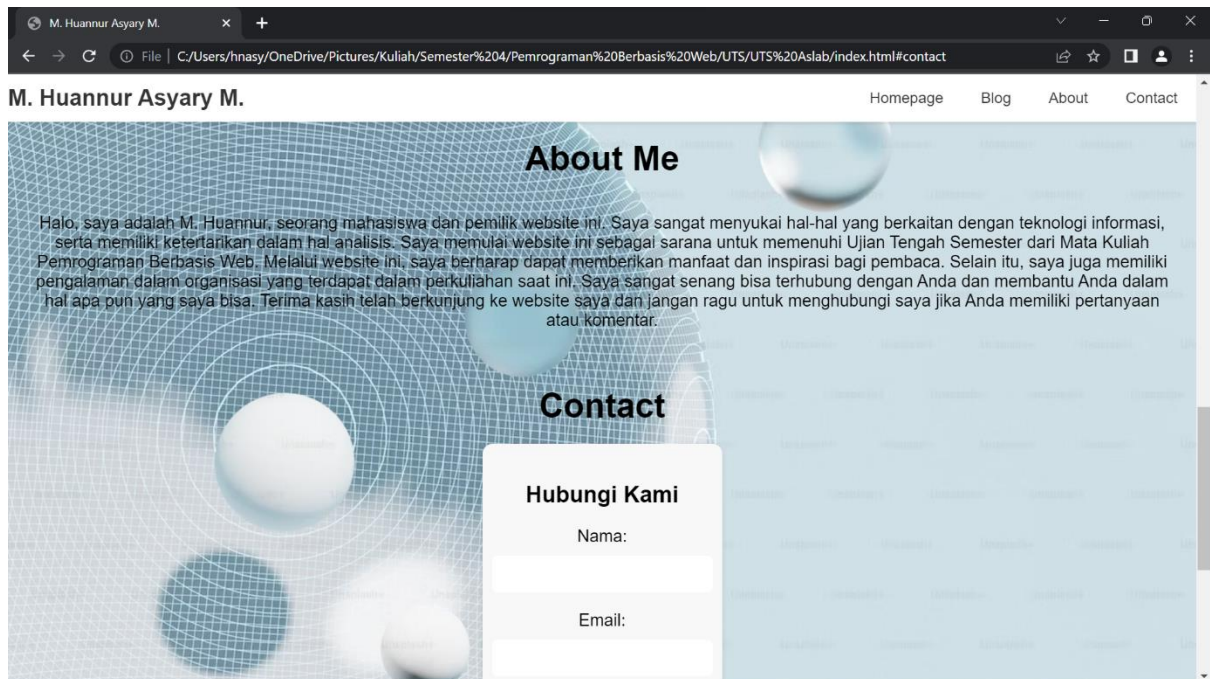 M. Huannur Asyary M.
File | C:/Users/hnasy/OneDrive/Pictures/Kuliah/Semester%204/Pemrograman%20Berbasis%20Web/UTS/UTS%20Aslab/index.html#contact
M. Huannur Asyary M.
Homepage Blog About Contact
About Me
Halo, saya adalah M. Huannur, seorang mahasiswa dan pemilik website ini. Saya sangat menyukai hal-hal yang berkaitan dengan teknologi informasi,
serta memiliki ketertarikan dalam hal analisis. Saya memulai website ini sebagai sarana untuk memenuhi Ujian Tengah Semester dari Mata Kuliah
Pemrograman Berbasis Web. Melalui website ini, saya berharap dapat memberikan manfaat dan inspirasi bagi pembaca. Selain itu, saya juga memiliki
pengalaman dalam organisasi yang terdapat dalam perkuliahan saat ini. Saya sangat senang bisa terhubung dengan Anda dan membantu Anda dalam
hal apa pun yang saya bisa. Terima kasih telah berkunjung ke website saya dan jangan ragu untuk menghubungi saya jika Anda memiliki pertanyaan
atau komentar.
Contact
Hubungi Kami
Nama:
Email: